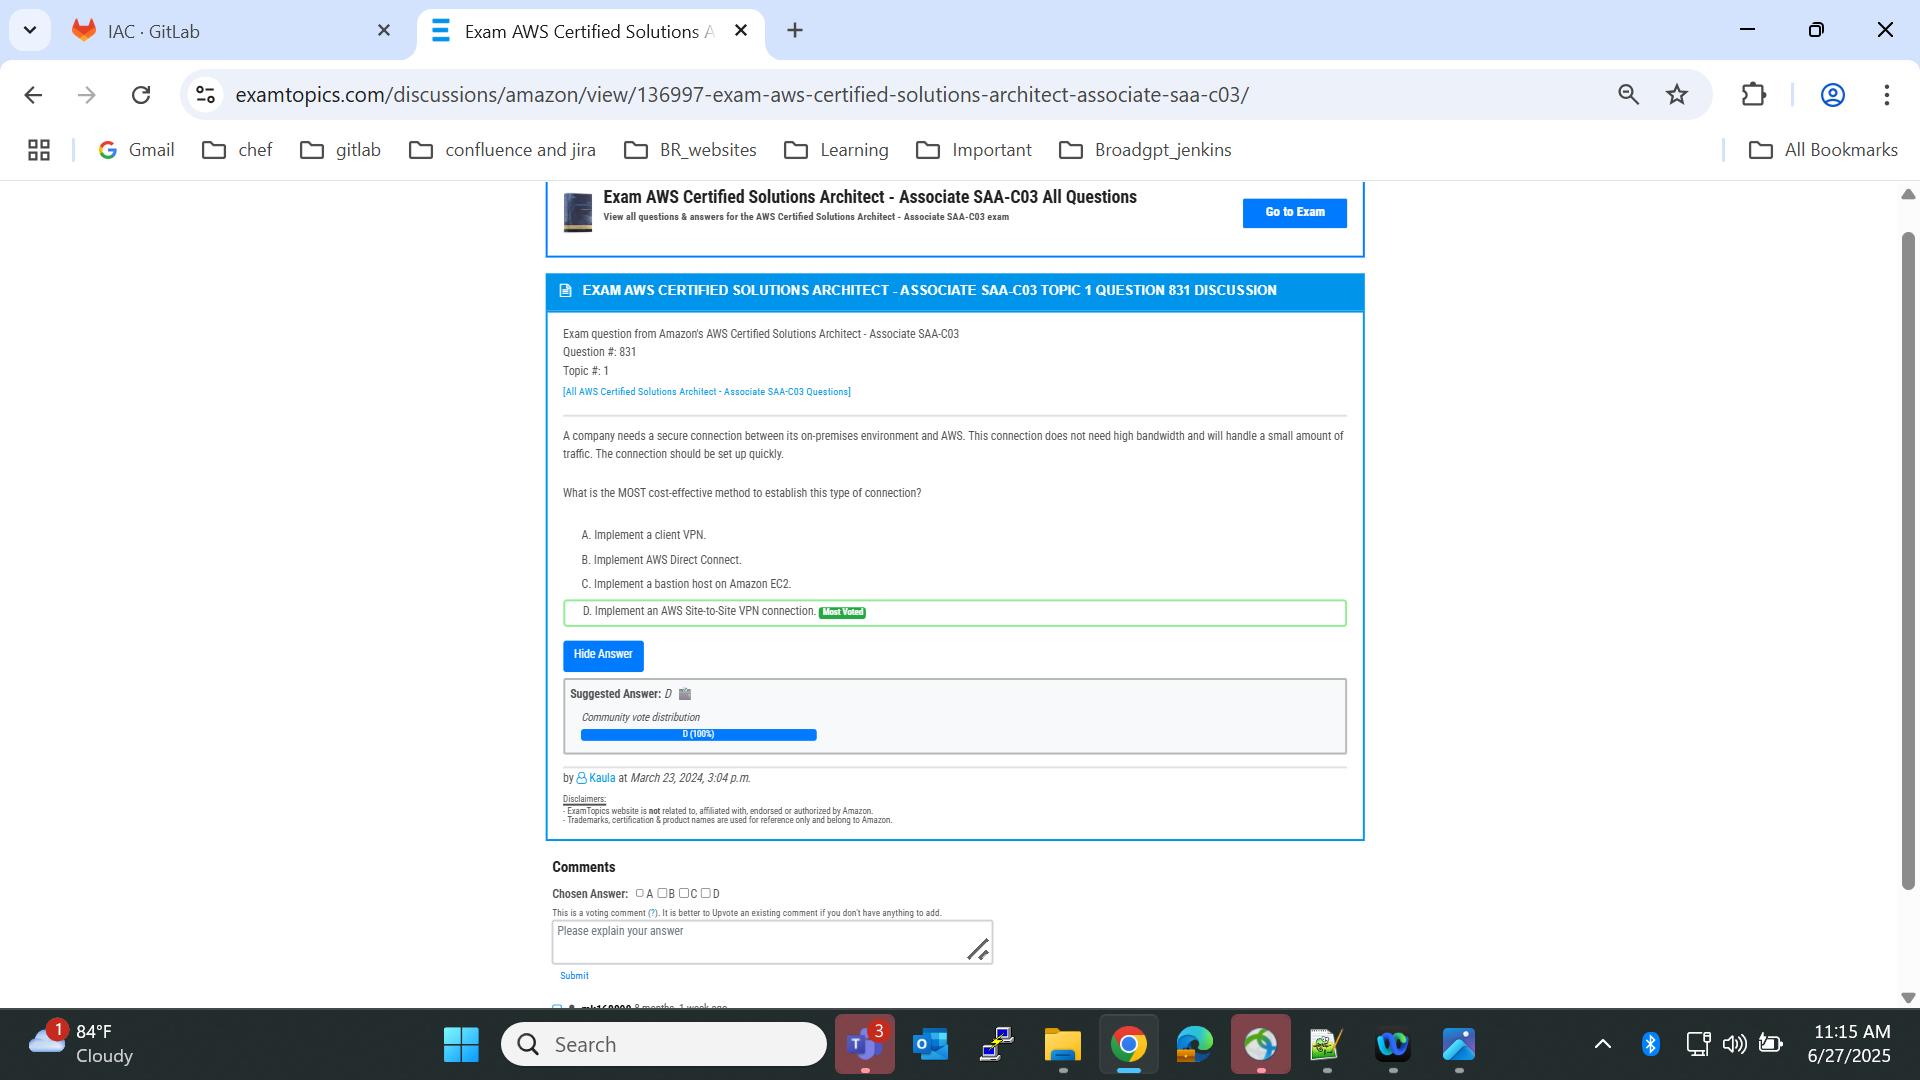 IAC · GitLab
Exam AWS Certified Solutions A
examtopics.com/discussions/amazon/view/136997-exam-aws-certified-solutions-architect-associate-saa-c03/
Gmail chef gitlab confluence and jira BR_websites Learning Important Broadgpt_jenkins All Bookmarks
Exam AWS Certified Solutions Architect - Associate SAA-C03 All Questions
View all questions & answers for the AWS Certified Solutions Architect - Associate SAA-C03 exam
Go to Exam
EXAM AWS CERTIFIED SOLUTIONS ARCHITECT - ASSOCIATE SAA-C03 TOPIC 1 QUESTION 831 DISCUSSION
Exam question from Amazon's AWS Certified Solutions Architect - Associate SAA-C03
Question #: 831
Topic #: 1
[All AWS Certified Solutions Architect - Associate SAA-C03 Questions]
A company needs a secure connection between its on-premises environment and AWS. This connection does not need high bandwidth and will handle a small amount of
traffic. The connection should be set up quickly.
What is the MOST cost-effective method to establish this type of connection?
A. Implement a client VPN.
B. Implement AWS Direct Connect.
C. Implement a bastion host on Amazon EC2.
D. Implement an AWS Site-to-Site VPN connection. Most Voted
Hide Answer
Suggested Answer: D
Community vote distribution
D (100%)
by Kaula at March 23, 2024, 3:04 p.m.
Disclaimers:
- ExamTopics website is not related to, affiliated with, endorsed or authorized by Amazon.
- Trademarks, certification & product names are used for reference only and belong to Amazon.
Comments
Chosen Answer: A B C D
This is a voting comment (?). It is better to Upvote an existing comment if you don't have anything to add.
Please explain your answer
Submit
1
84°F
Cloudy
Search
3
11:15 AM
6/27/2025